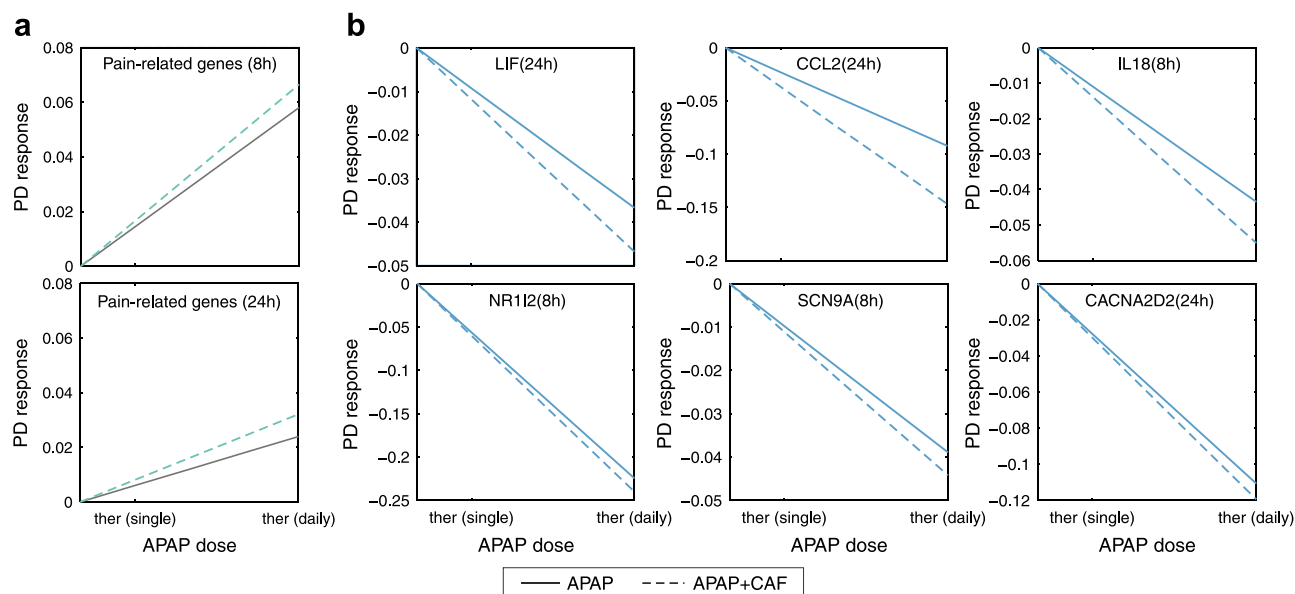 a
0.08
0.06
0.04
0.02
0
PD response
Pain-related genes (8h)
0.08
0.06
0.04
0.02
0
PD response
Pain-related genes (24h)
ther (single)
ther (daily)
APAP dose
b
0
−0.01
−0.02
−0.03
−0.04
−0.05
PD response
LIF(24h)
0
−0.05
−0.1
−0.15
−0.2
PD response
CCL2(24h)
0
−0.01
−0.02
−0.03
−0.04
−0.05
−0.06
PD response
IL18(8h)
0
−0.05
−0.1
−0.15
−0.2
−0.25
PD response
NR1I2(8h)
ther (single)
ther (daily)
APAP dose
0
−0.01
−0.02
−0.03
−0.04
−0.05
PD response
SCN9A(8h)
ther (single)
ther (daily)
APAP dose
0
−0.02
−0.04
−0.06
−0.08
−0.1
−0.12
PD response
CACNA2D2(24h)
ther (single)
ther (daily)
APAP dose
APAP
APAP+CAF